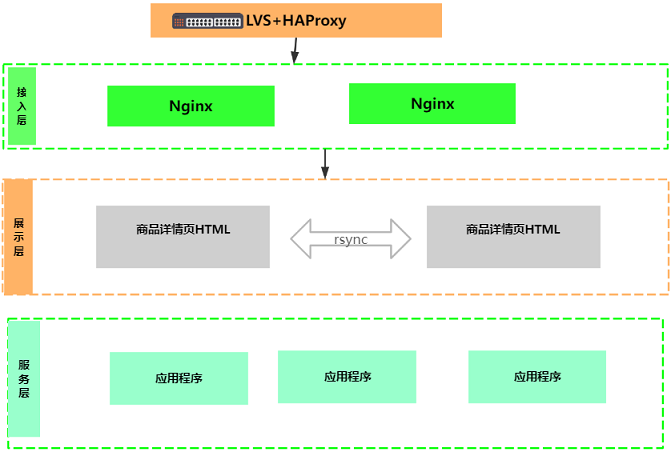 LVS+HAProxy
接入层
Nginx
Nginx
展示层
商品详情页HTML
rsync
商品详情页HTML
服务层
应用程序
应用程序
应用程序